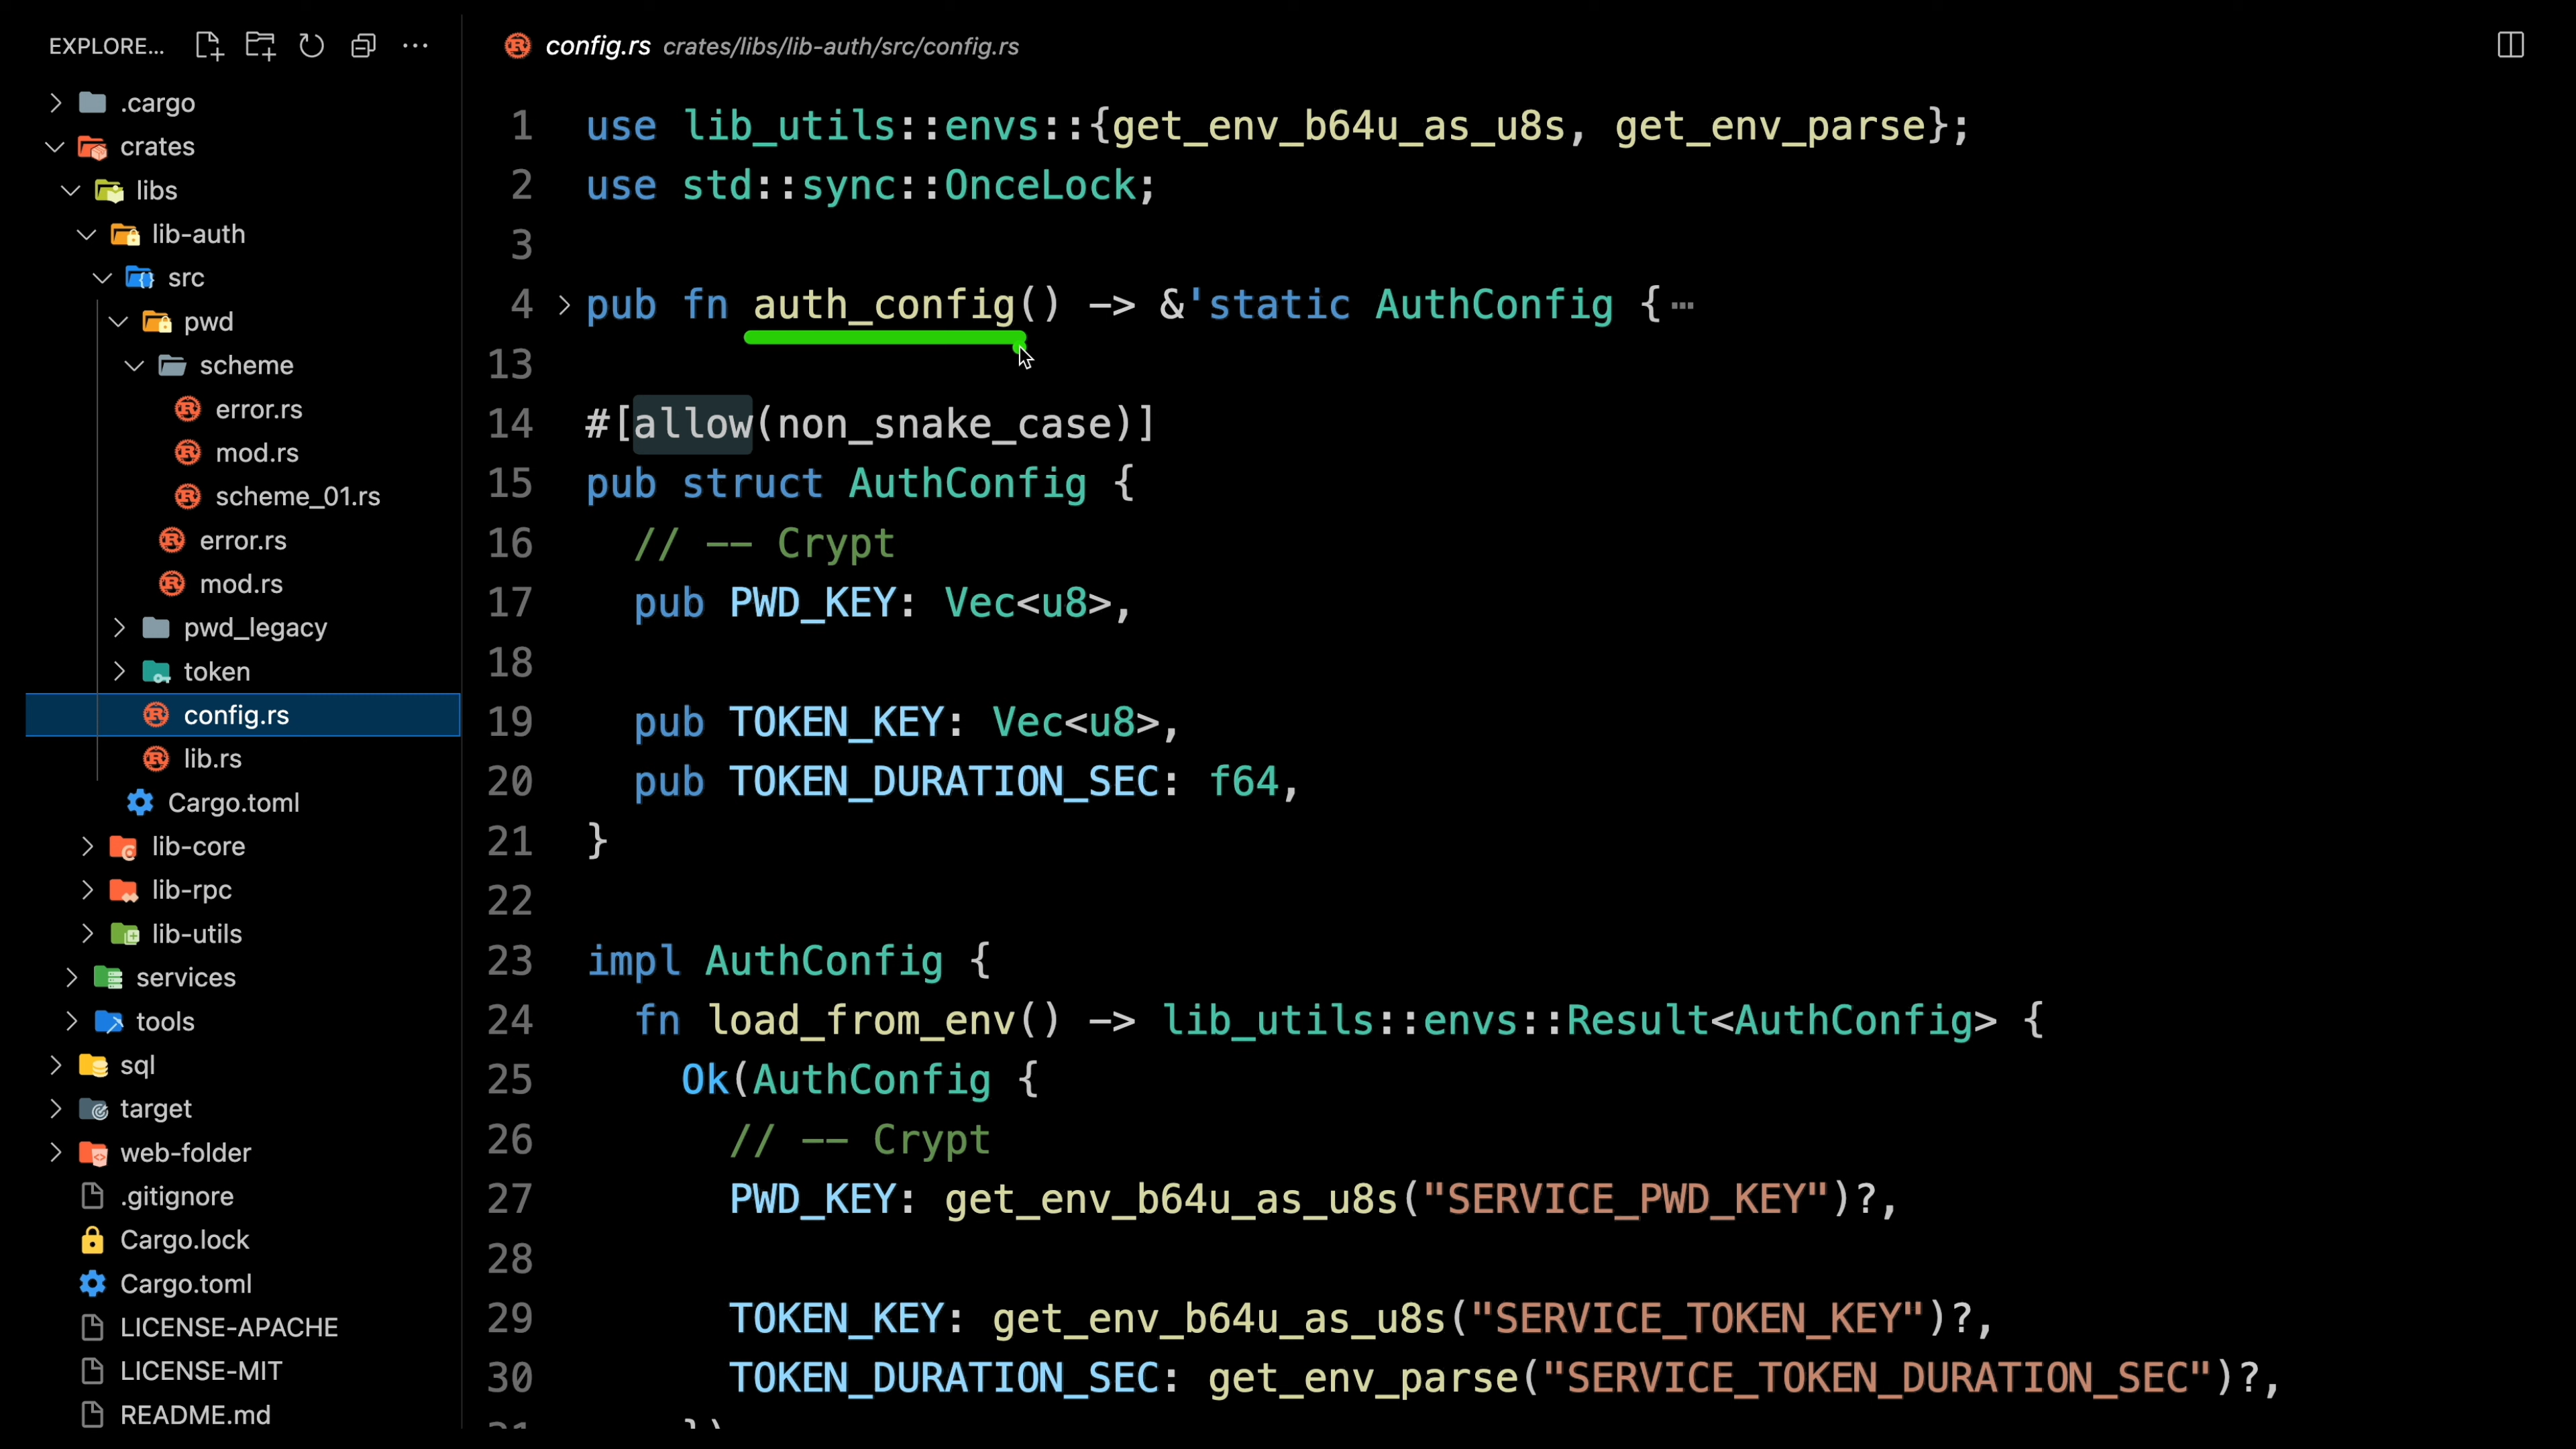 EXPLORE...
.cargo
crates
libs
lib-auth
src
pwd
scheme
error.rs
mod.rs
scheme_01.rs
error.rs
mod.rs
pwd_legacy
token
config.rs
lib.rs
Cargo.toml
lib-core
lib-rpc
lib-utils
services
tools
sql
target
web-folder
.gitignore
Cargo.lock
Cargo.toml
LICENSE-APACHE
LICENSE-MIT
README.md
config.rs crates/libs/lib-auth/src/config.rs
1 use lib_utils::envs::{get_env_b64u_as_u8s, get_env_parse};
2 use std::sync::OnceLock;
3
4 pub fn auth_config() -> &'static AuthConfig {⋯
13
14 #[allow(non_snake_case)]
15 pub struct AuthConfig {
16 // -- Crypt
17 pub PWD_KEY: Vec<u8>,
18
19 pub TOKEN_KEY: Vec<u8>,
20 pub TOKEN_DURATION_SEC: f64,
21 }
22
23 impl AuthConfig {
24 fn load_from_env() -> lib_utils::envs::Result<AuthConfig> {
25 Ok(AuthConfig {
26 // -- Crypt
27 PWD_KEY: get_env_b64u_as_u8s("SERVICE_PWD_KEY")?,
28
29 TOKEN_KEY: get_env_b64u_as_u8s("SERVICE_TOKEN_KEY")?,
30 TOKEN_DURATION_SEC: get_env_parse("SERVICE_TOKEN_DURATION_SEC")?,